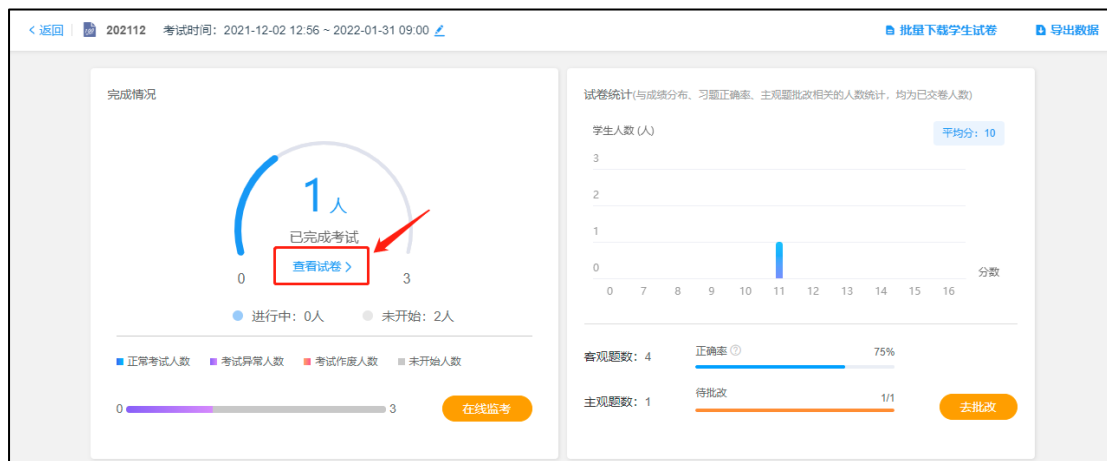 < 返回 202112 考试时间：2021-12-02 12:56 ~ 2022-01-31 09:00 批量下载学生试卷 导出数据
完成情况
1人
已完成考试
查看试卷 >
0 3
进行中：0人 未开始：2人
正常考试人数 考试异常人数 考试作废人数 未开始人数
0 3 在线监考
试卷统计(与成绩分布、习题正确率、主观题批改相关的人数统计，均为已交卷人数)
学生人数 (人) 平均分：10
3
2
1
0
分数
0 7 8 9 10 11 12 13 14 15 16
客观题数：4 正确率 ? 75%
主观题数：1 待批改 1/1 去批改